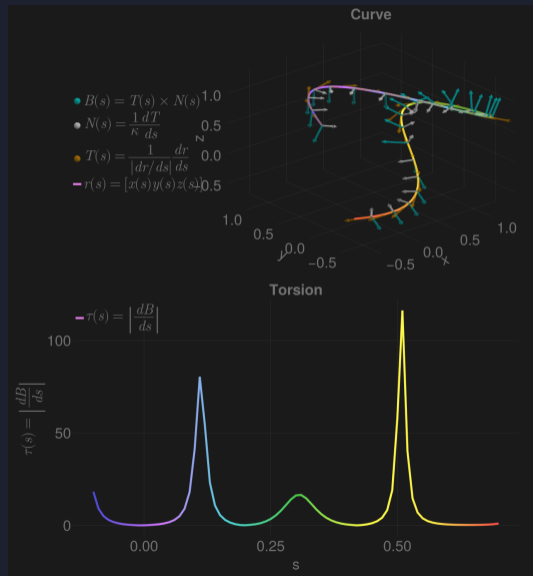 Curve
B(s) = T(s) × N(s)
N(s) = 1/κ dT/ds
T(s) = 1/|dr/ds| dr/ds
r(s) = [x(s)y(s)z(s)]
1.0
0.5
0.0
−0.5
z
1.0
0.5
0.0
−0.5
y
−0.5
0.0
0.5
1.0
x
Torsion
τ(s) = |dB/ds|
τ(s) = |dB/ds|
100
50
0
0.00
0.25
0.50
s